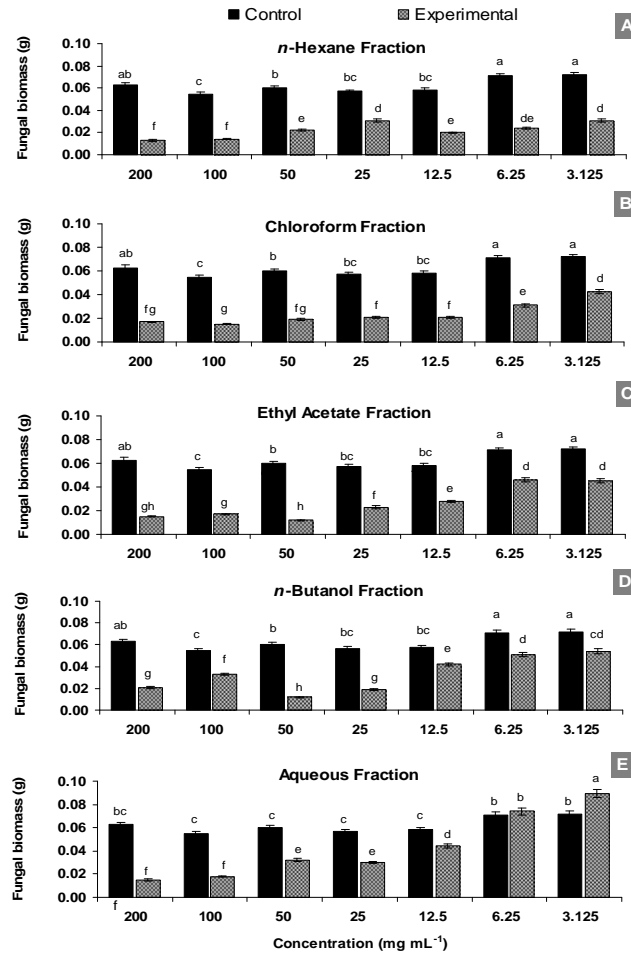 Control Experimental
A
n-Hexane Fraction
Fungal biomass (g)
0.10
0.08
0.06
0.04
0.02
0.00
ab f c f b e bc d bc e a de a d
200 100 50 25 12.5 6.25 3.125
B
Chloroform Fraction
Fungal biomass (g)
0.10
0.08
0.06
0.04
0.02
0.00
ab fg c g b fg bc f bc f a e a d
200 100 50 25 12.5 6.25 3.125
C
Ethyl Acetate Fraction
Fungal biomass (g)
0.10
0.08
0.06
0.04
0.02
0.00
ab gh c g b h bc f bc e a d a d
200 100 50 25 12.5 6.25 3.125
D
n-Butanol Fraction
Fungal biomass (g)
0.10
0.08
0.06
0.04
0.02
0.00
ab g c f b h bc g bc e a d a cd
200 100 50 25 12.5 6.25 3.125
E
Aqueous Fraction
Fungal biomass (g)
0.10
0.08
0.06
0.04
0.02
0.00
bc f c f c e c e c d b b b a
f
200 100 50 25 12.5 6.25 3.125
Concentration (mg mL⁻¹)